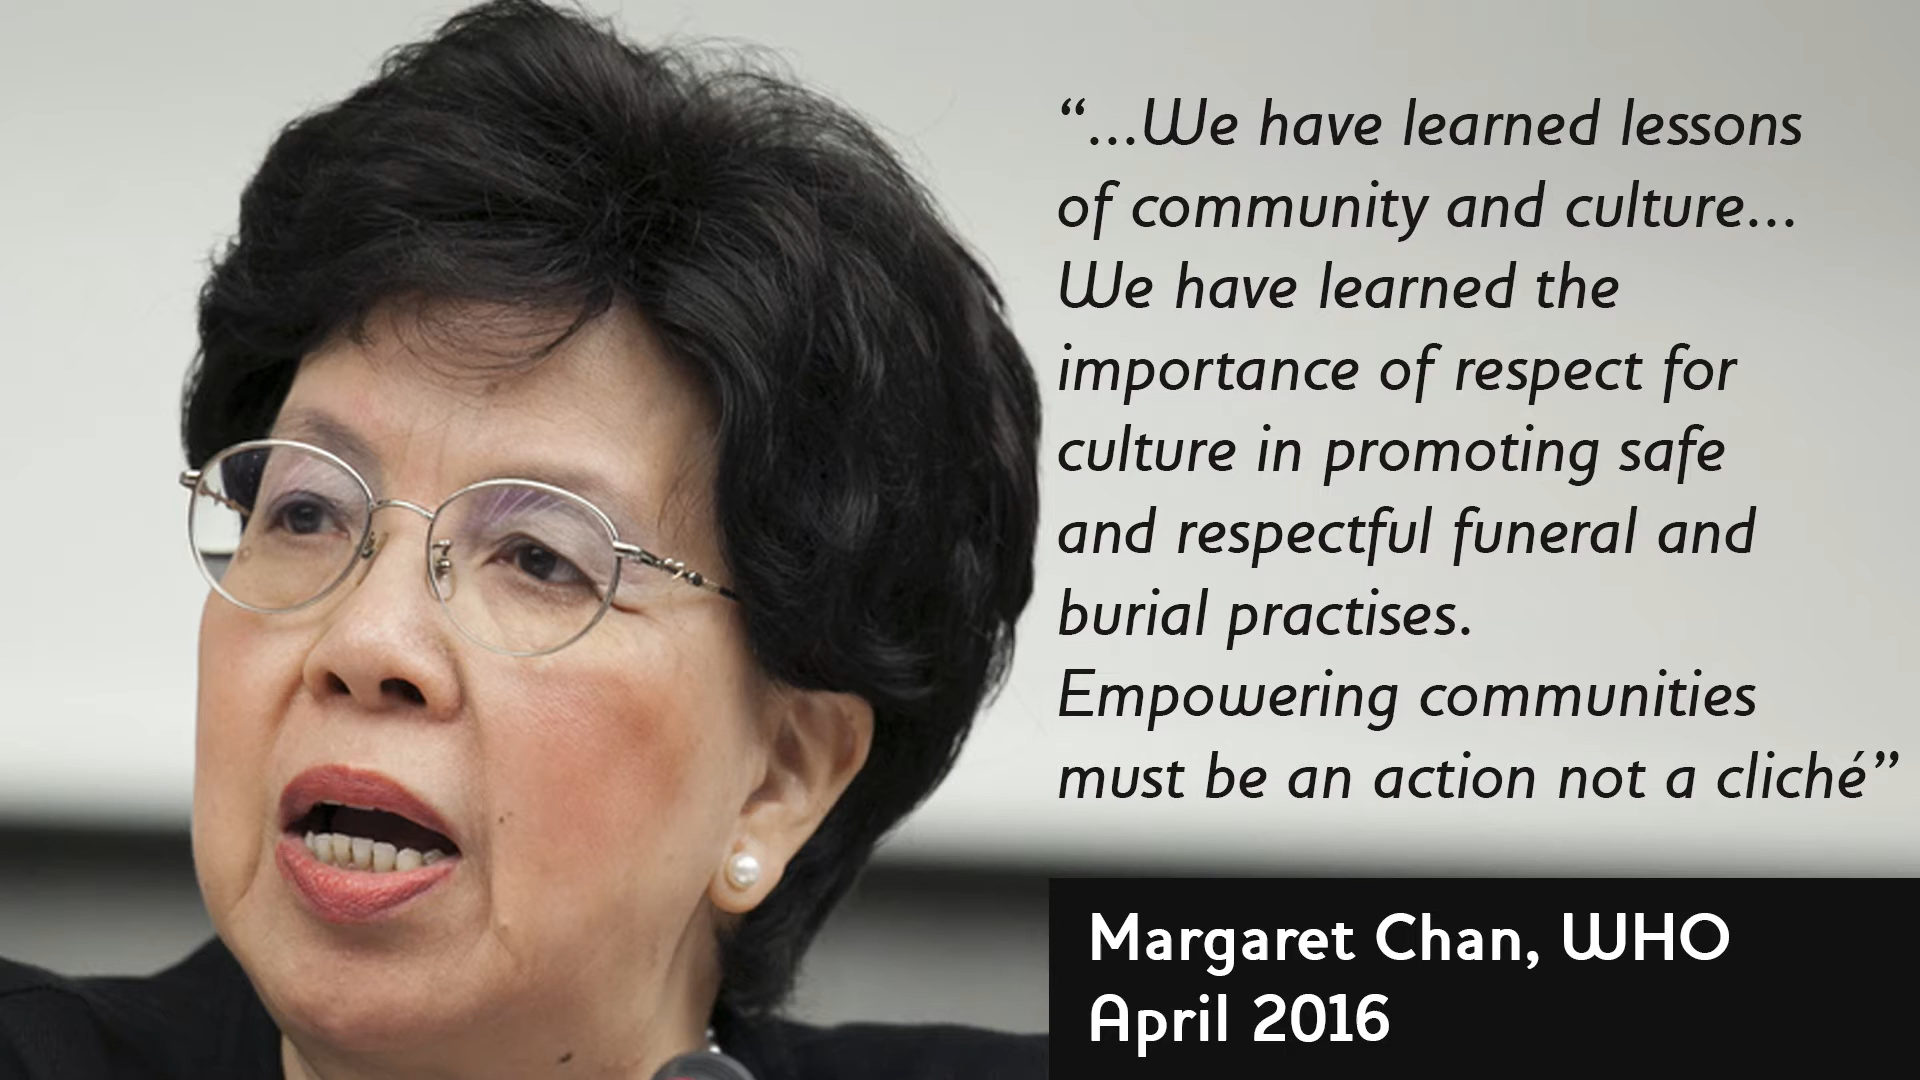 “...We have learned lessons
of community and culture...
We have learned the
importance of respect for
culture in promoting safe
and respectful funeral and
burial practises.
Empowering communities
must be an action not a cliché”
Margaret Chan, WHO
April 2016